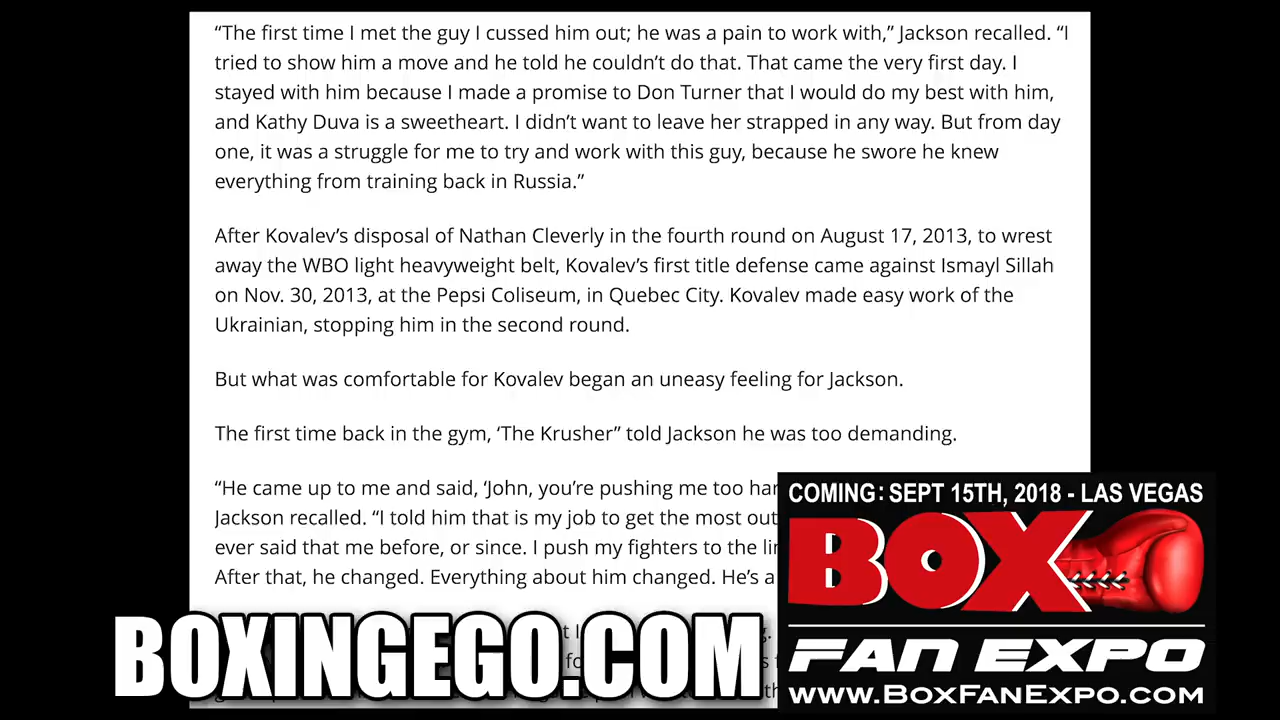 “The first time I met the guy I cussed him out; he was a pain to work with,” Jackson recalled. “I
tried to show him a move and he told he couldn’t do that. That came the very first day. I
stayed with him because I made a promise to Don Turner that I would do my best with him,
and Kathy Duva is a sweetheart. I didn’t want to leave her strapped in any way. But from day
one, it was a struggle for me to try and work with this guy, because he swore he knew
everything from training back in Russia.”
After Kovalev’s disposal of Nathan Cleverly in the fourth round on August 17, 2013, to wrest
away the WBO light heavyweight belt, Kovalev’s first title defense came against Ismayl Sillah
on Nov. 30, 2013, at the Pepsi Coliseum, in Quebec City. Kovalev made easy work of the
Ukrainian, stopping him in the second round.
But what was comfortable for Kovalev began an uneasy feeling for Jackson.
The first time back in the gym, ‘The Krusher” told Jackson he was too demanding.
“He came up to me and said, ‘John, you’re pushing me too har
Jackson recalled. “I told him that is my job to get the most out
ever said that me before, or since. I push my fighters to the
After that, he changed. Everything about him changed. He’s a
COMING: SEPT 15TH, 2018 - LAS VEGAS
BOX
FAN EXPO
WWW.BOXFANEXPO.COM
BOXINGEGO.COM